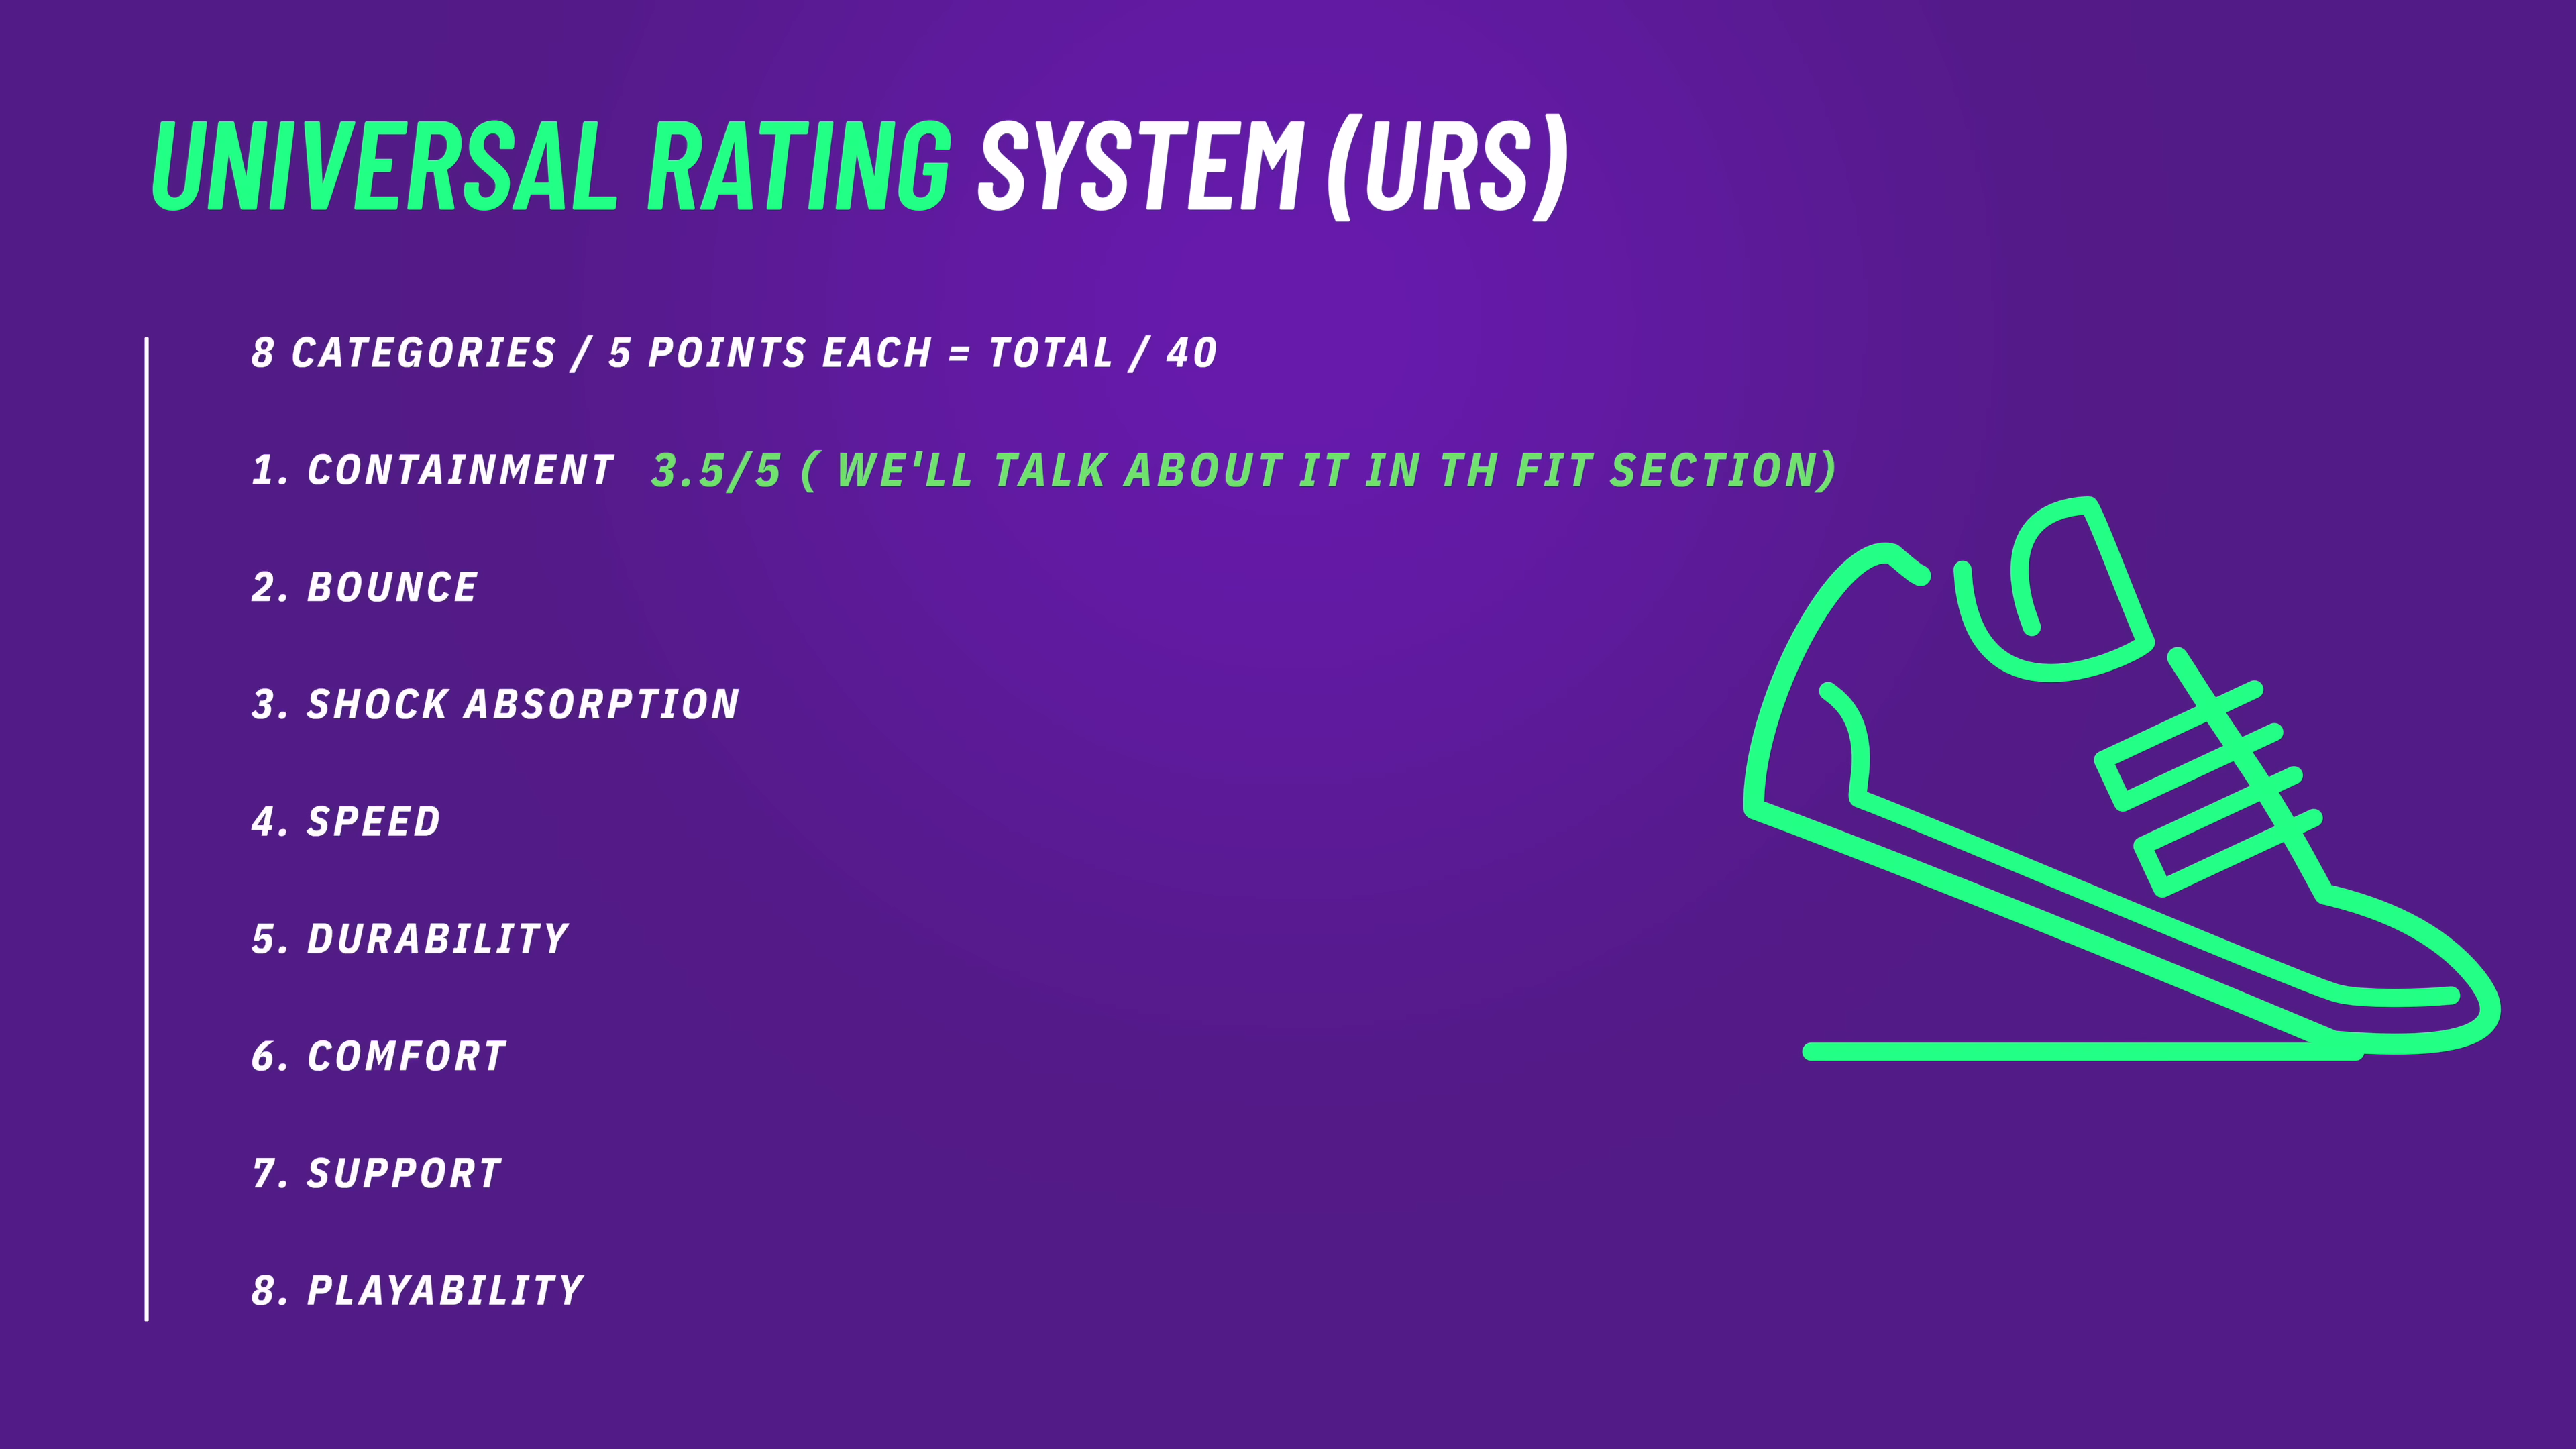 UNIVERSAL RATING SYSTEM (URS)
8 CATEGORIES / 5 POINTS EACH = TOTAL / 40
1. CONTAINMENT 3.5/5 ( WE'LL TALK ABOUT IT IN TH FIT SECTION)
2. BOUNCE
3. SHOCK ABSORPTION
4. SPEED
5. DURABILITY
6. COMFORT
7. SUPPORT
8. PLAYABILITY